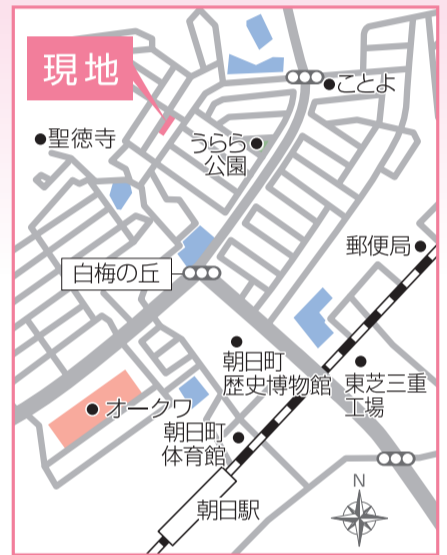 現地
ことよ
聖徳寺
うらら
公園
郵便局
白梅の丘
朝日町
歴史博物館
東芝三重
工場
オークワ
朝日町
体育館
朝日駅
N